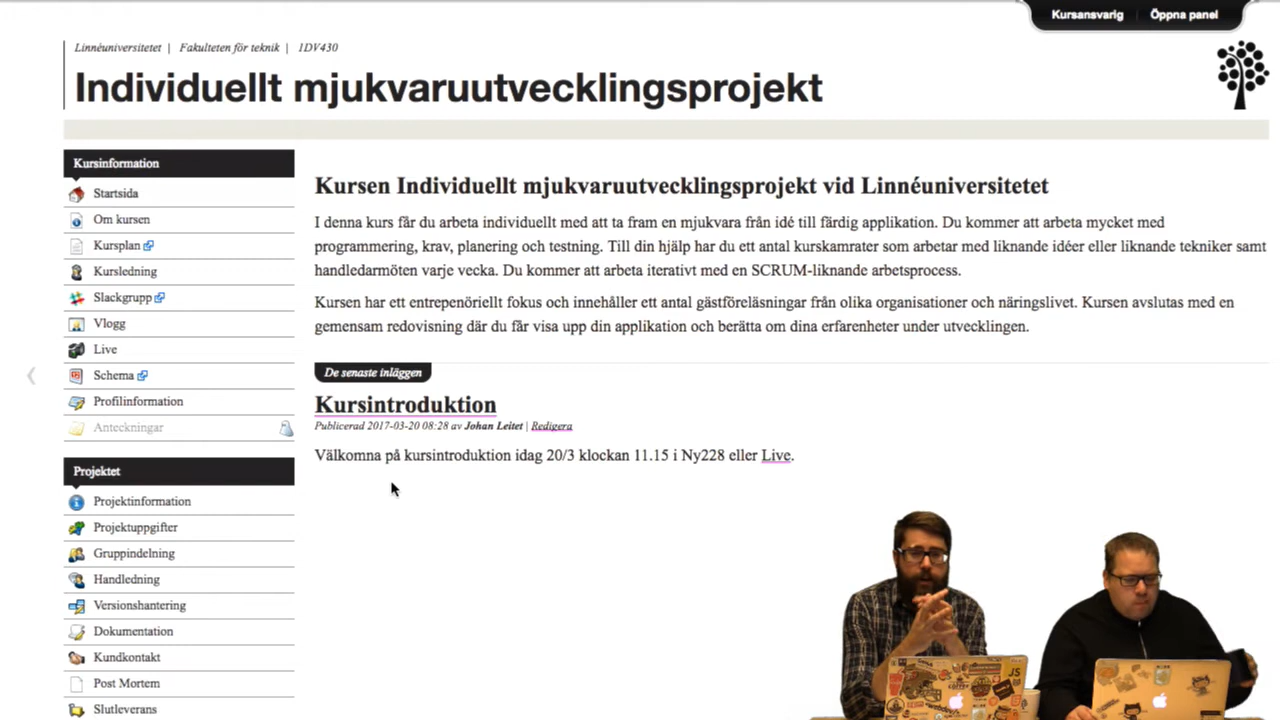 Kursansvarig | Öppna panel
Linnéuniversitetet | Fakulteten för teknik | 1DV430
Individuellt mjukvaruutvecklingsprojekt
Kursinformation
Startsida
Om kursen
Kursplan
Kursledning
Slackgrupp
Vlogg
Live
Schema
Profilinformation
Anteckningar
Projektet
Projektinformation
Projektuppgifter
Gruppindelning
Handledning
Versionshantering
Dokumentation
Kundkontakt
Post Mortem
Slutleverans
Kursen Individuellt mjukvaruutvecklingsprojekt vid Linnéuniversitetet
I denna kurs får du arbeta individuellt med att ta fram en mjukvara från idé till färdig applikation. Du kommer att arbeta mycket med
programmering, krav, planering och testning. Till din hjälp har du ett antal kurskamrater som arbetar med liknande idéer eller liknande tekniker samt
handledarmöten varje vecka. Du kommer att arbeta iterativt med en SCRUM-liknande arbetsprocess.
Kursen har ett entrepenöriellt fokus och innehåller ett antal gästföreläsningar från olika organisationer och näringslivet. Kursen avslutas med en
gemensam redovisning där du får visa upp din applikation och berätta om dina erfarenheter under utvecklingen.
De senaste inläggen
Kursintroduktion
Publicerad 2017-03-20 08:28 av Johan Leitet | Redigera
Välkomna på kursintroduktion idag 20/3 klockan 11.15 i Ny228 eller Live.
JS